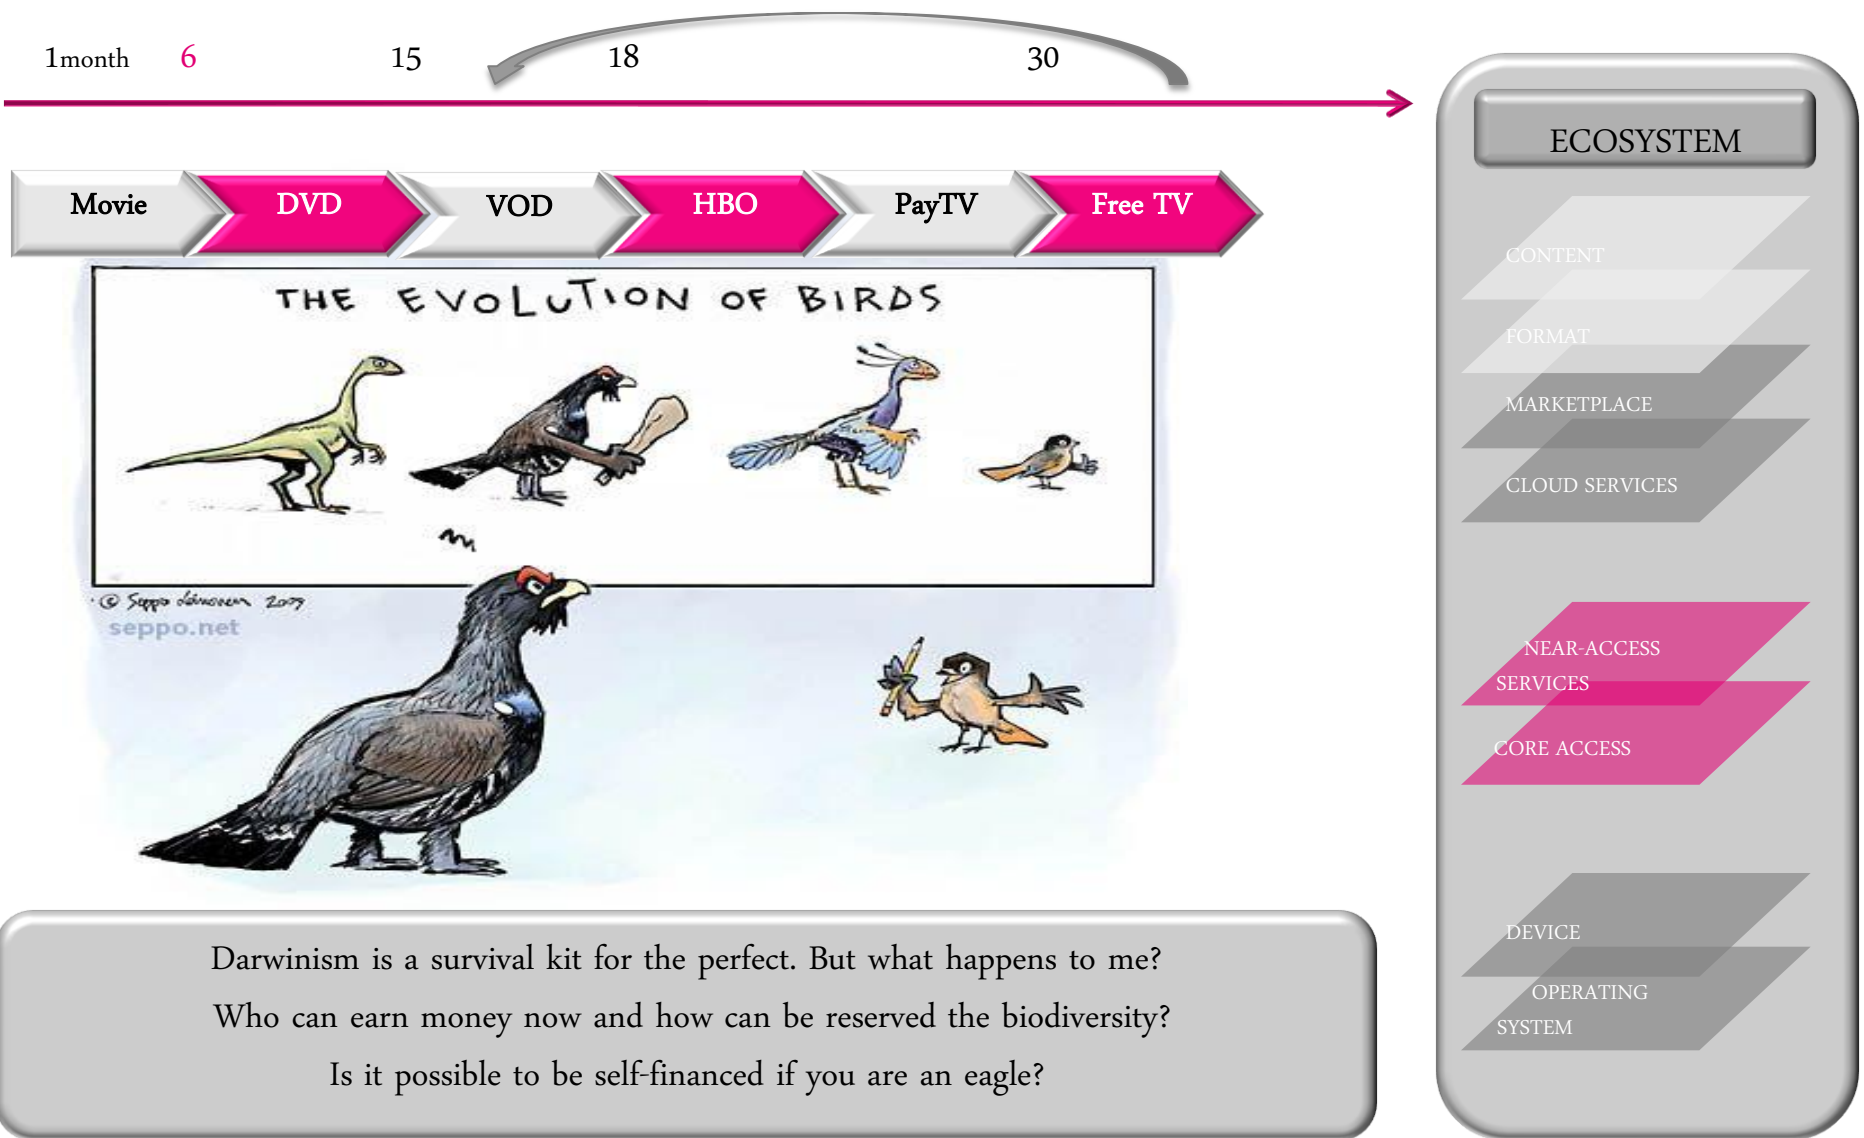 1month 6 15 18 30
Movie DVD VOD HBO PayTV Free TV
THE EVOLUTION OF BIRDS
© Seppo 2009
seppo.net
Darwinism is a survival kit for the perfect. But what happens to me?
Who can earn money now and how can be reserved the biodiversity?
Is it possible to be self-financed if you are an eagle?
ECOSYSTEM
CONTENT
FORMAT
MARKETPLACE
CLOUD SERVICES
NEAR-ACCESS
SERVICES
CORE ACCESS
DEVICE
OPERATING
SYSTEM